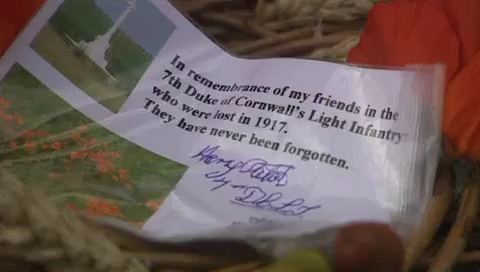 In remembrance of my friends in the
7th Duke of Cornwall's Light Infantry
who were lost in 1917.
They have never been forgotten.
Harry Patch
D.C.L.I.